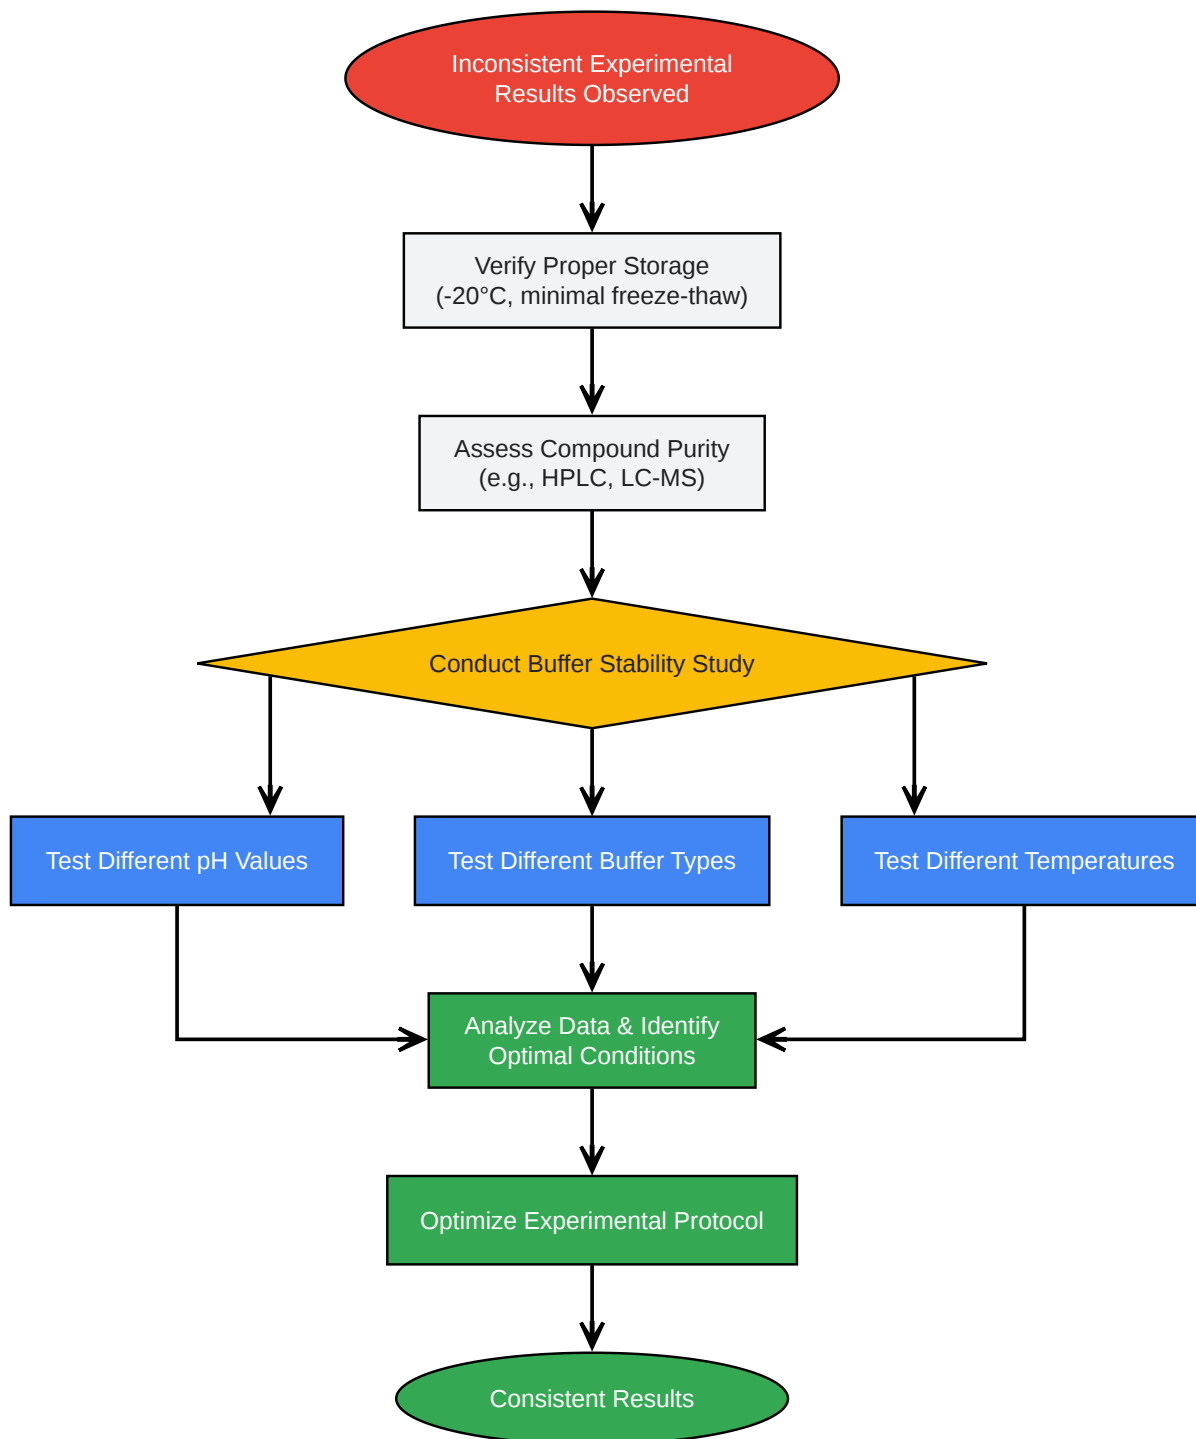 Inconsistent Experimental
Results Observed
Verify Proper Storage
(-20°C, minimal freeze-thaw)
Assess Compound Purity
(e.g., HPLC, LC-MS)
Conduct Buffer Stability Study
Test Different pH Values
Test Different Buffer Types
Test Different Temperatures
Analyze Data & Identify
Optimal Conditions
Optimize Experimental Protocol
Consistent Results